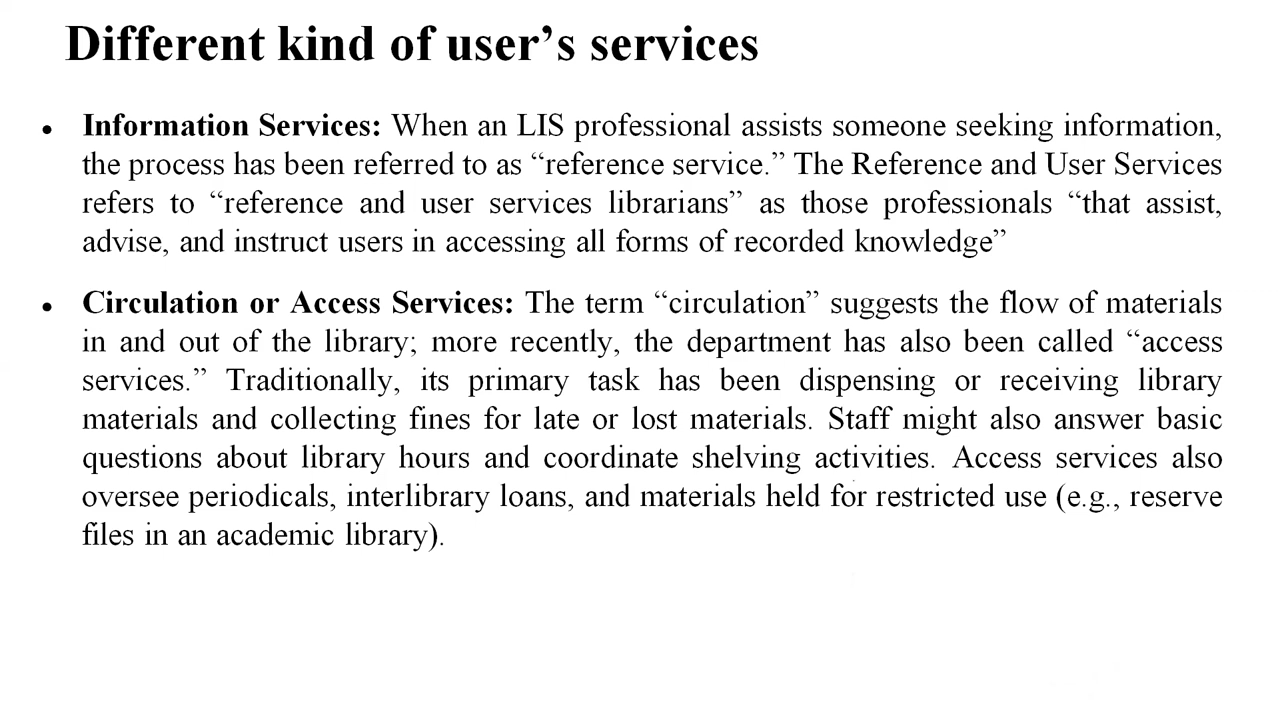 Different kind of user’s services
● Information Services: When an LIS professional assists someone seeking information,
the process has been referred to as “reference service.” The Reference and User Services
refers to “reference and user services librarians” as those professionals “that assist,
advise, and instruct users in accessing all forms of recorded knowledge”
● Circulation or Access Services: The term “circulation” suggests the flow of materials
in and out of the library; more recently, the department has also been called “access
services.” Traditionally, its primary task has been dispensing or receiving library
materials and collecting fines for late or lost materials. Staff might also answer basic
questions about library hours and coordinate shelving activities. Access services also
oversee periodicals, interlibrary loans, and materials held for restricted use (e.g., reserve
files in an academic library).